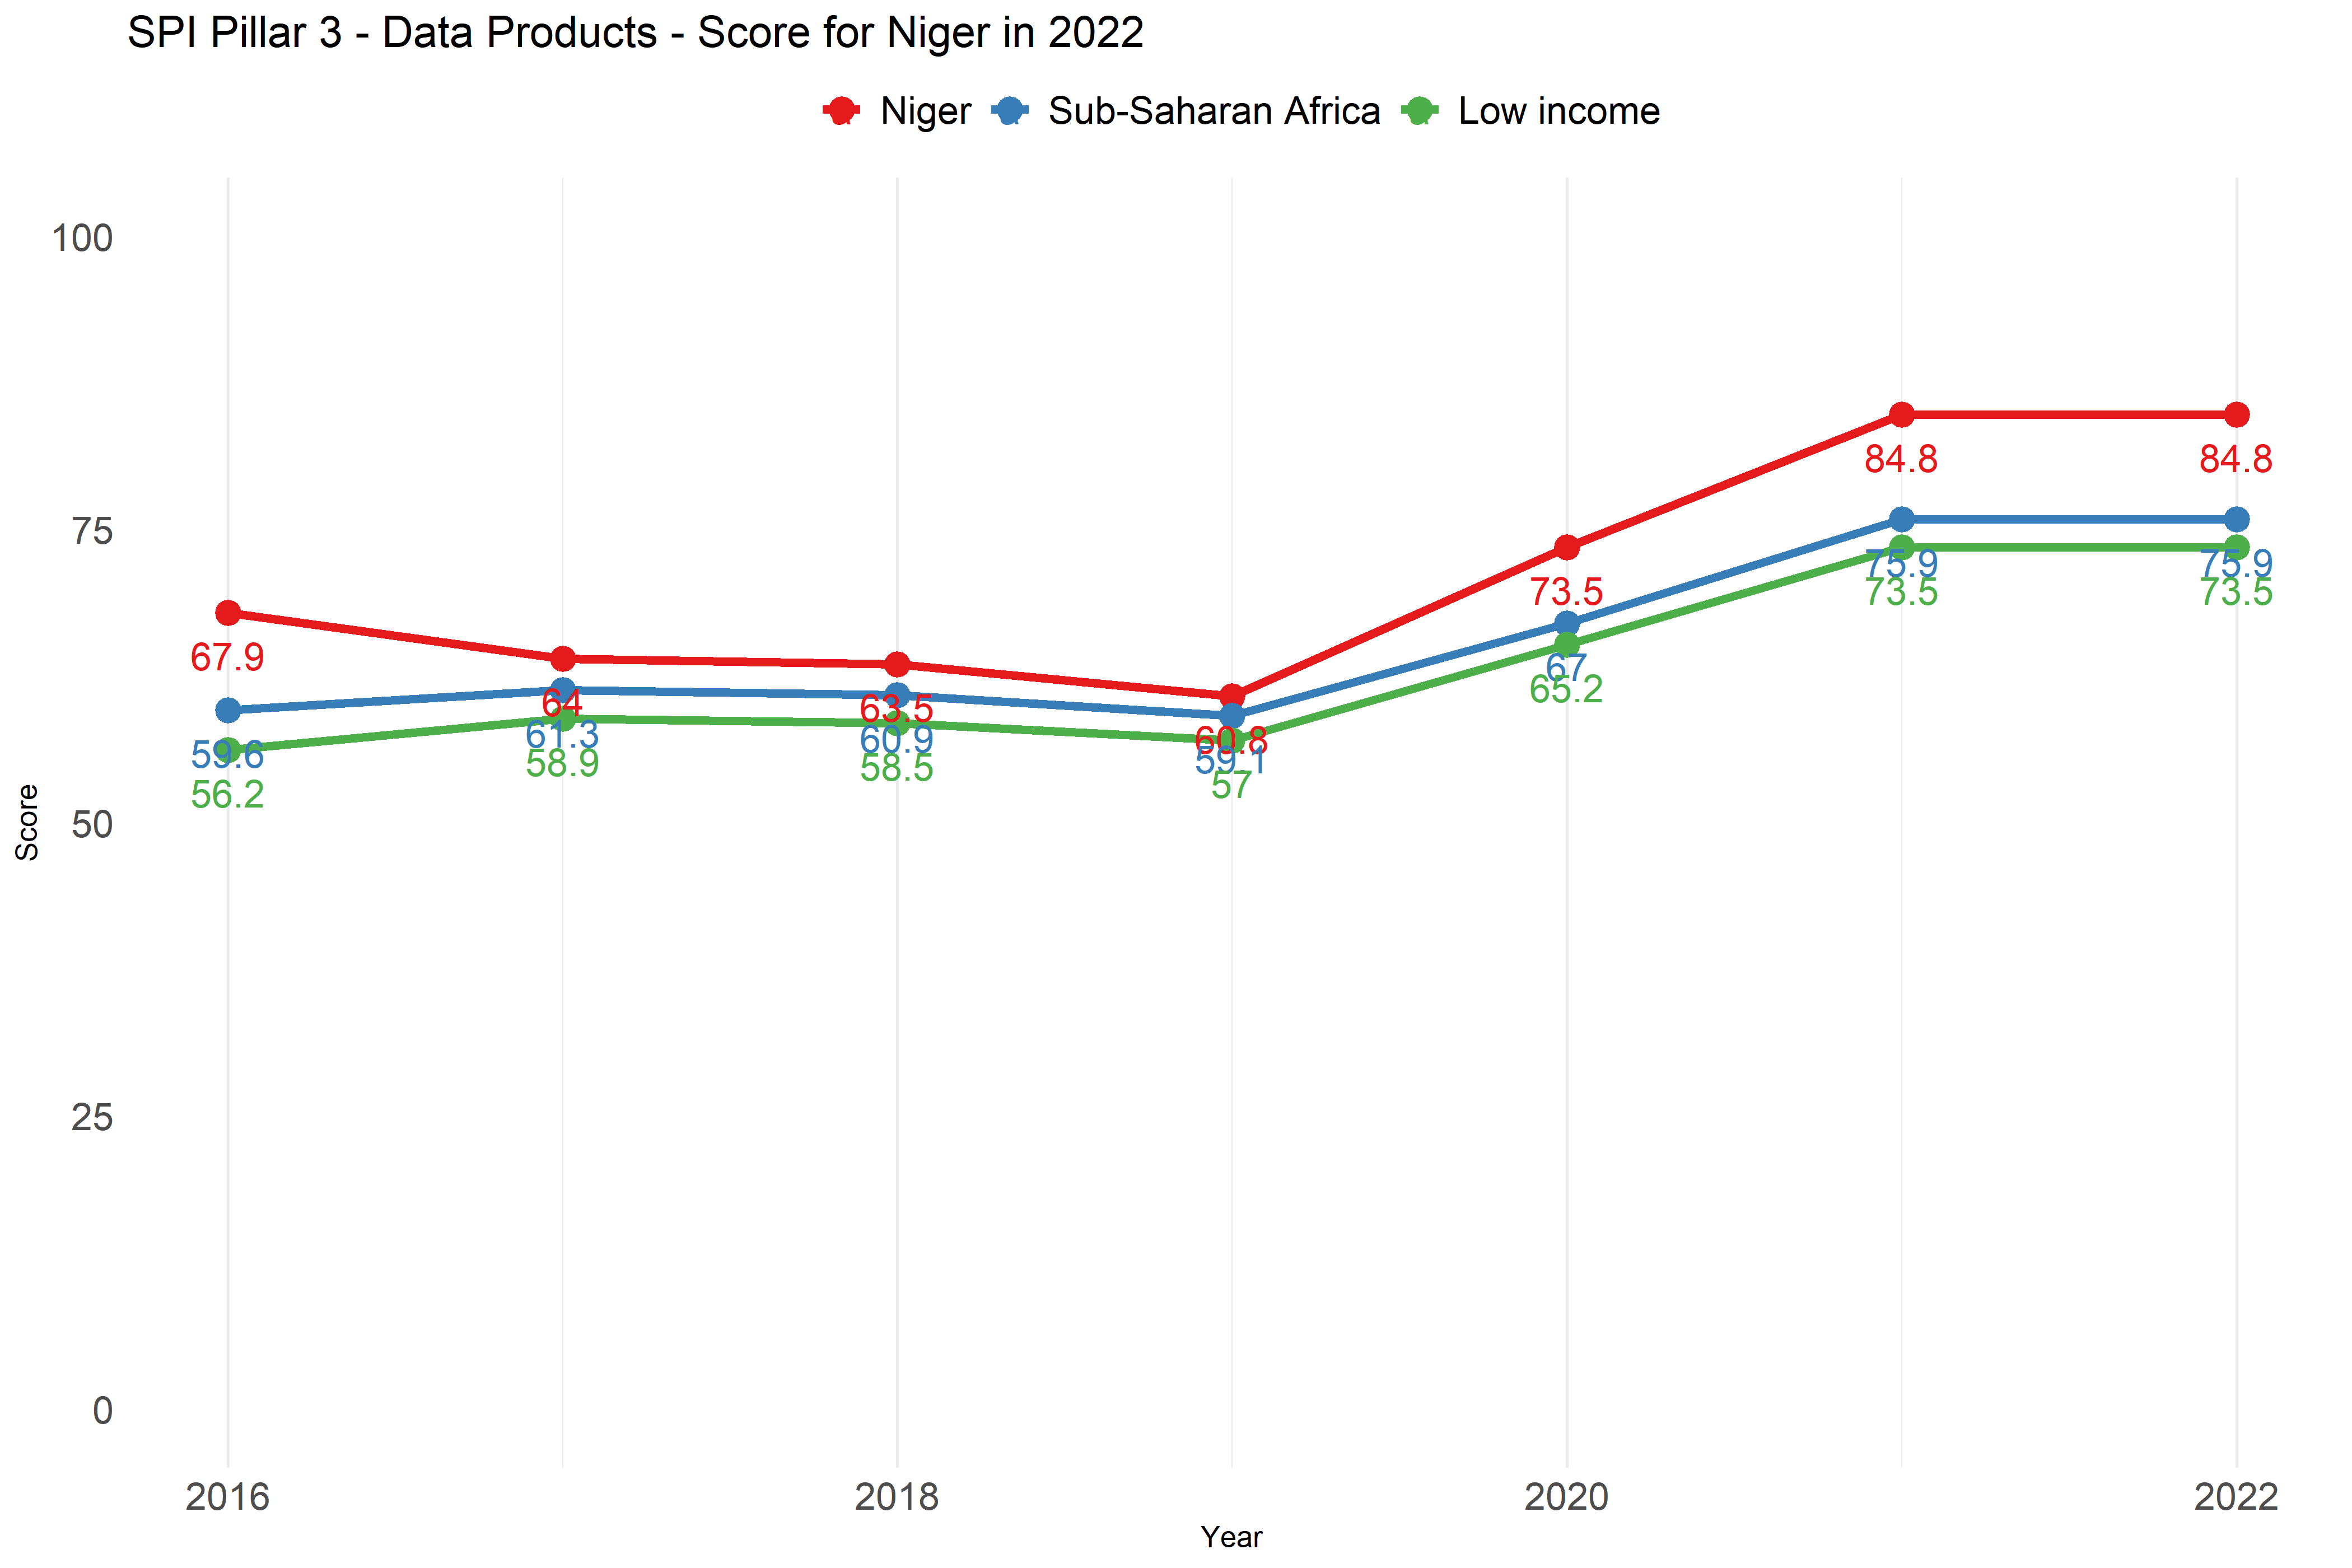 SPI Pillar 3 - Data Products - Score for Niger in 2022
Niger Sub-Saharan Africa Low income
100
75
50
25
0
Score
84.8 84.8
75.9 75.9
73.5 73.5
73.5
67
65.2
67.9
64 63.5
61.3 60.9 60.8
59.6 58.9 58.5 59.1
56.2 57
2016 2018 2020 2022
Year